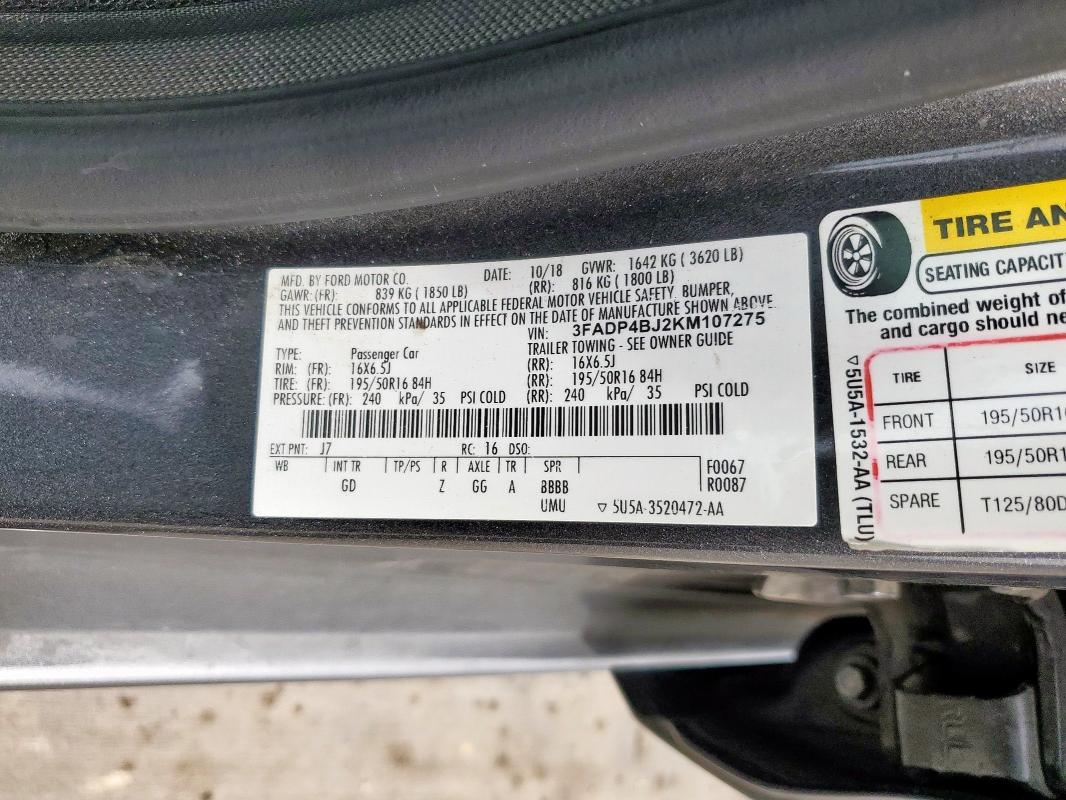 MFD. BY FORD MOTOR CO. DATE: 10/18 GVWR: 1642 KG ( 3620 LB)
GAWR: (FR): 839 KG ( 1850 LB) (RR): 816 KG ( 1800 LB)
THIS VEHICLE CONFORMS TO ALL APPLICABLE FEDERAL MOTOR VEHICLE SAFETY, BUMPER,
AND THEFT PREVENTION STANDARDS IN EFFECT ON THE DATE OF MANUFACTURE SHOWN ABOVE.
VIN: 3FADP4BJ2KM107275
TYPE: Passenger Car TRAILER TOWING - SEE OWNER GUIDE
RIM: (FR) 16X6.5J (RR): 16X6.5J
TIRE: (FR) 195/50R16 84H (RR): 195/50R16 84H
PRESSURE: (FR): 240 kPa/ 35 PSI COLD (RR): 240 kPa/ 35 PSI COLD
EXT PNT: J7 RC: 16 DSO:
WB INT TR TP/PS R AXLE TR SPR F0067
GD Z GG A BBBB R0087
UMU ▽ 5U5A-3520472-AA
TIRE AN
SEATING CAPACIT
The combined weight of
and cargo should ne
TIRE SIZE
FRONT 195/50R16
REAR 195/50R1
SPARE T125/80D
▽5U5A-1532-AA (TLU)